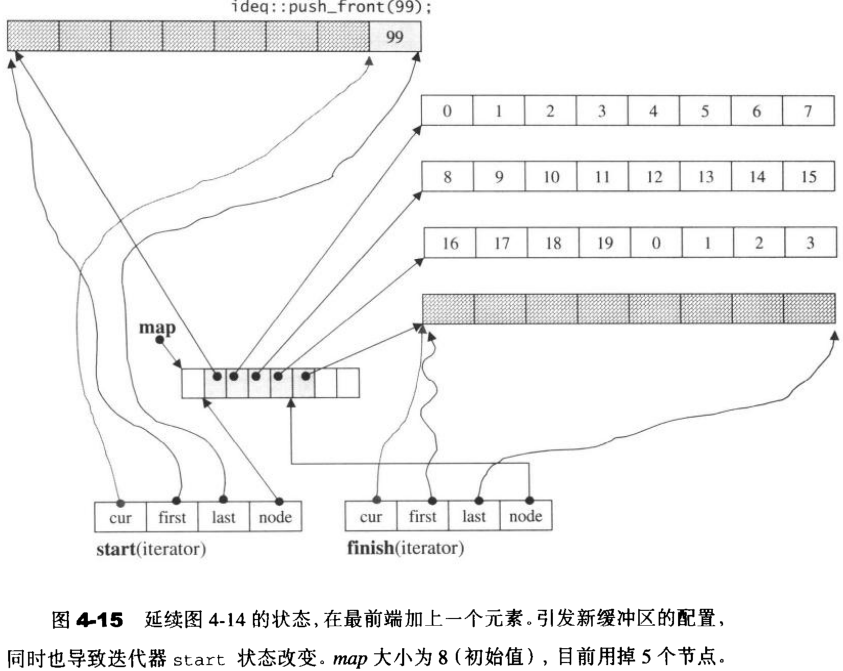 ideq::push_front(99);
99
0 1 2 3 4 5 6 7
8 9 10 11 12 13 14 15
16 17 18 19 0 1 2 3
map
cur first last node
start(iterator)
cur first last node
finish(iterator)
图 4-15 延续图 4-14 的状态,在最前端加上一个元素。引发新缓冲区的配置,
同时也导致迭代器 start 状态改变。map 大小为 8(初始值),目前用掉 5 个节点。